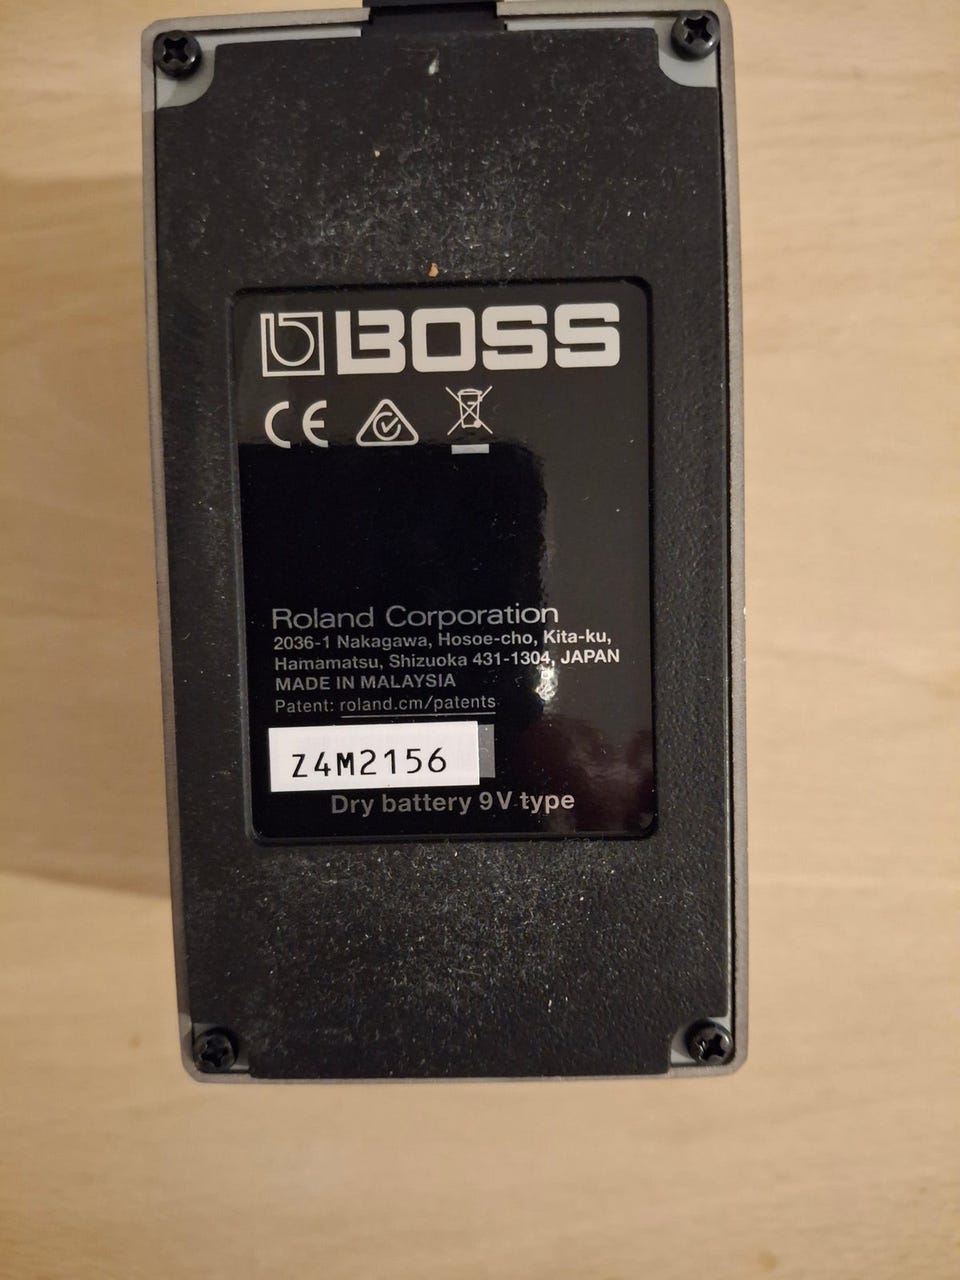 BOSS
CE
Roland Corporation
2036-1 Nakagawa, Hosoe-cho, Kita-ku,
Hamamatsu, Shizuoka 431-1304, JAPAN
MADE IN MALAYSIA
Patent: roland.cm/patents
Z4M2156
Dry battery 9V type